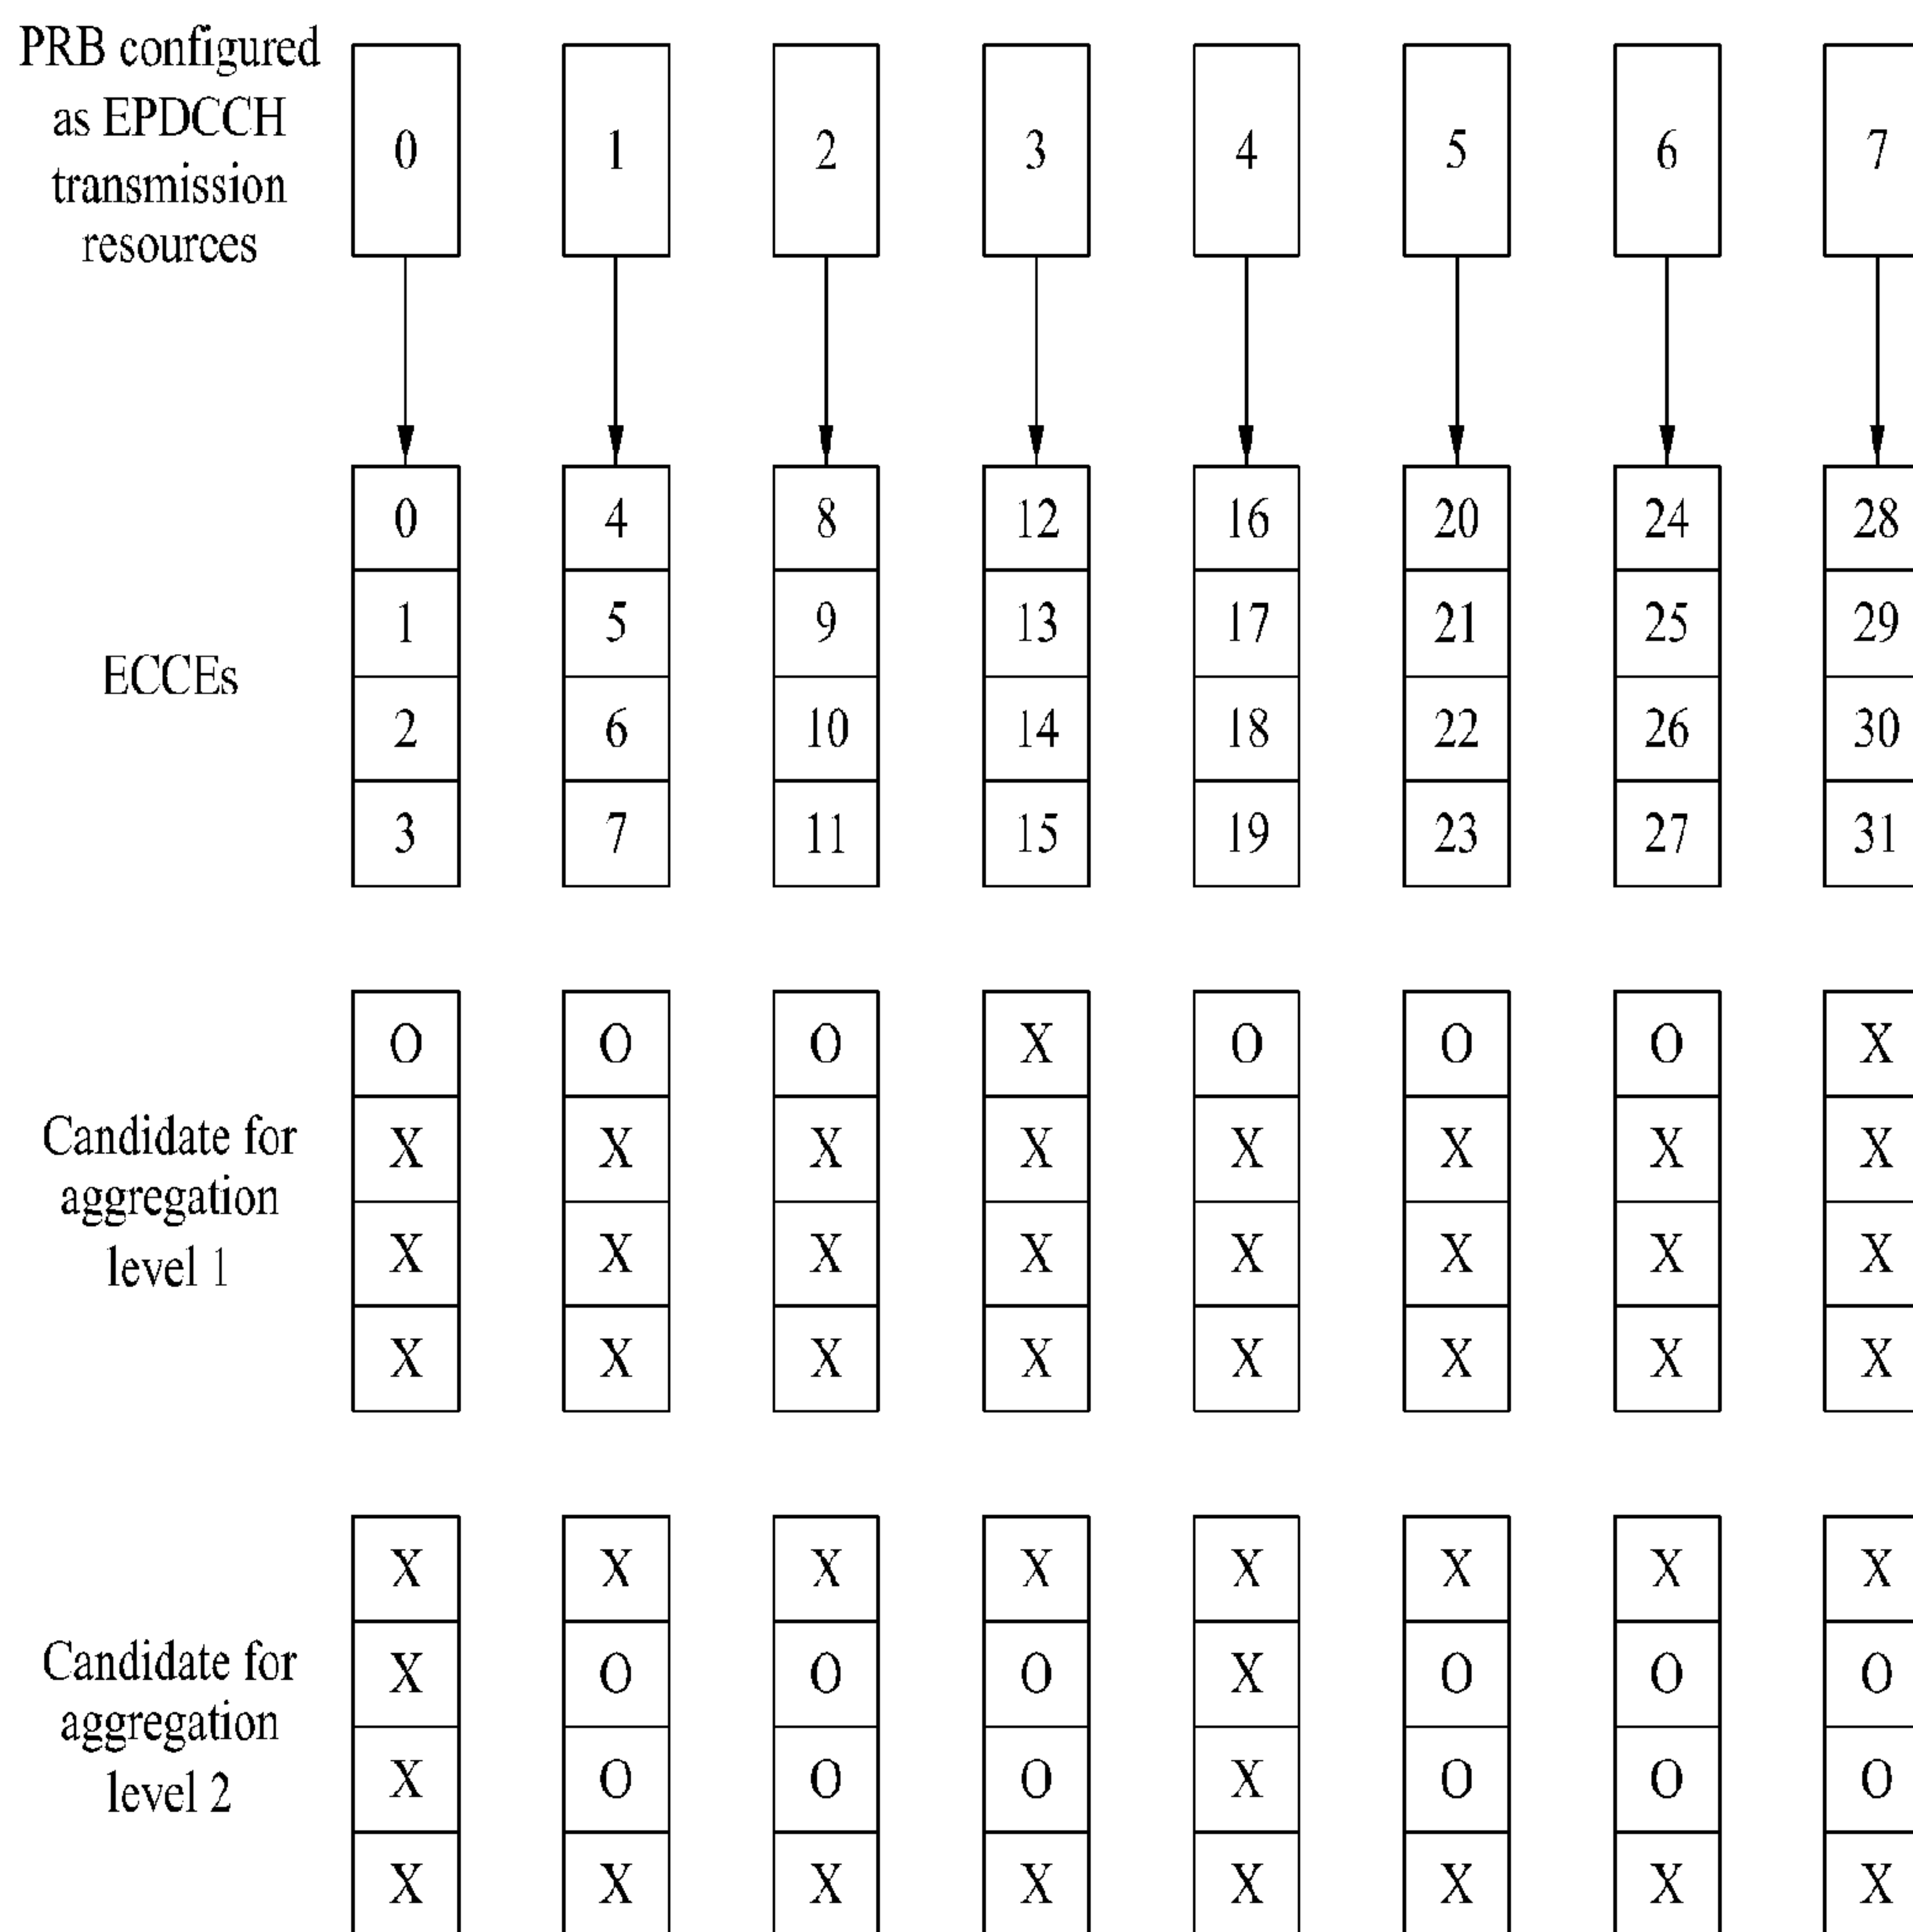 PRB configured
as EPDCCH
transmission
resources
0 1 2 3 4 5 6 7
0 4 8 12 16 20 24 28
1 5 9 13 17 21 25 29
ECCEs
2 6 10 14 18 22 26 30
3 7 11 15 19 23 27 31
O O O X O O O X
Candidate for
aggregation
level 1
X X X X X X X X
X X X X X X X X
X X X X X X X X
X X X X X X X X
Candidate for
aggregation
level 2
X O O O X O O O
X O O O X O O O
X X X X X X X X